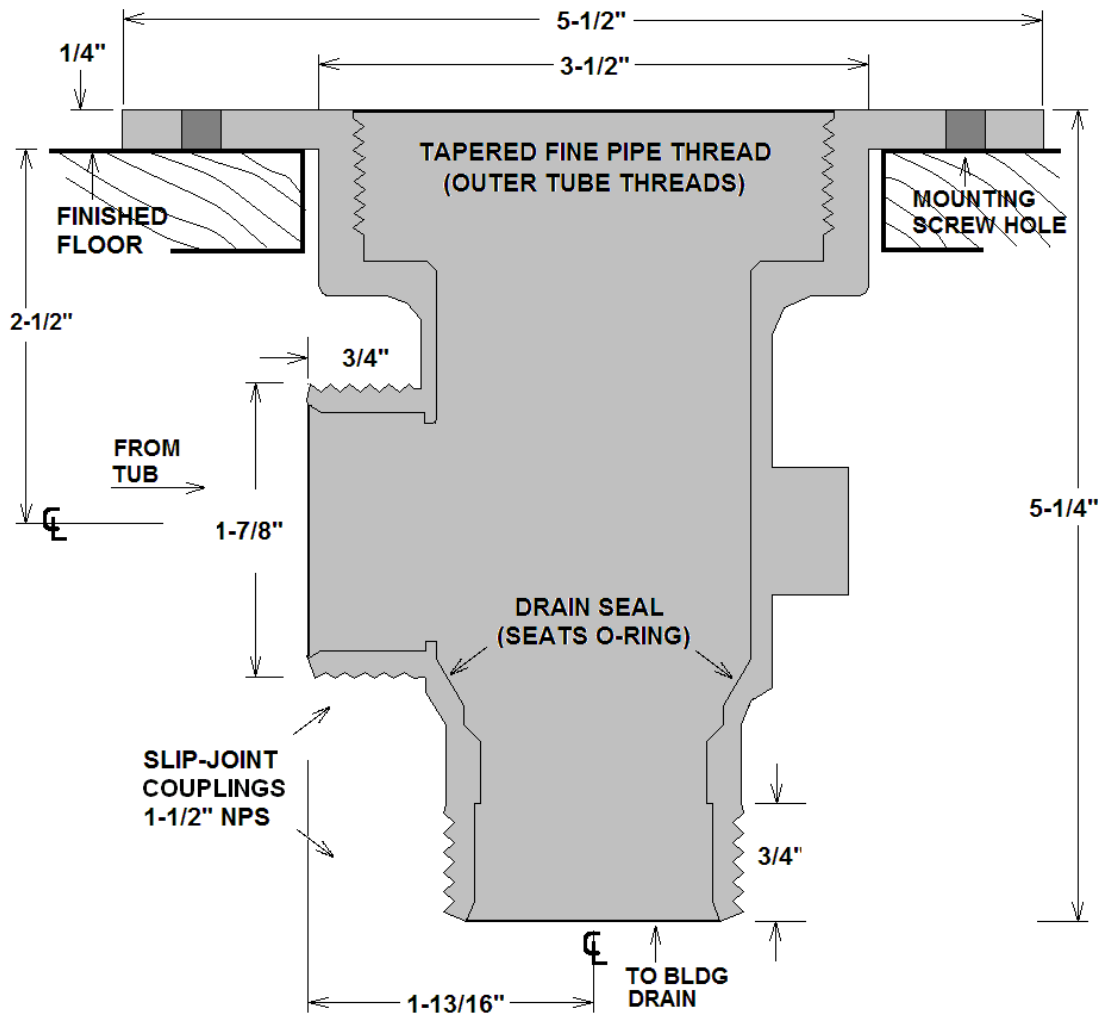 5-1/2"
1/4"
3-1/2"
TAPERED FINE PIPE THREAD
(OUTER TUBE THREADS)
FINISHED
FLOOR
MOUNTING
SCREW HOLE
2-1/2"
3/4"
FROM
TUB
1-7/8"
5-1/4"
CL
DRAIN SEAL
(SEATS O-RING)
SLIP-JOINT
COUPLINGS
1-1/2" NPS
3/4"
CL
TO BLDG
DRAIN
1-13/16"